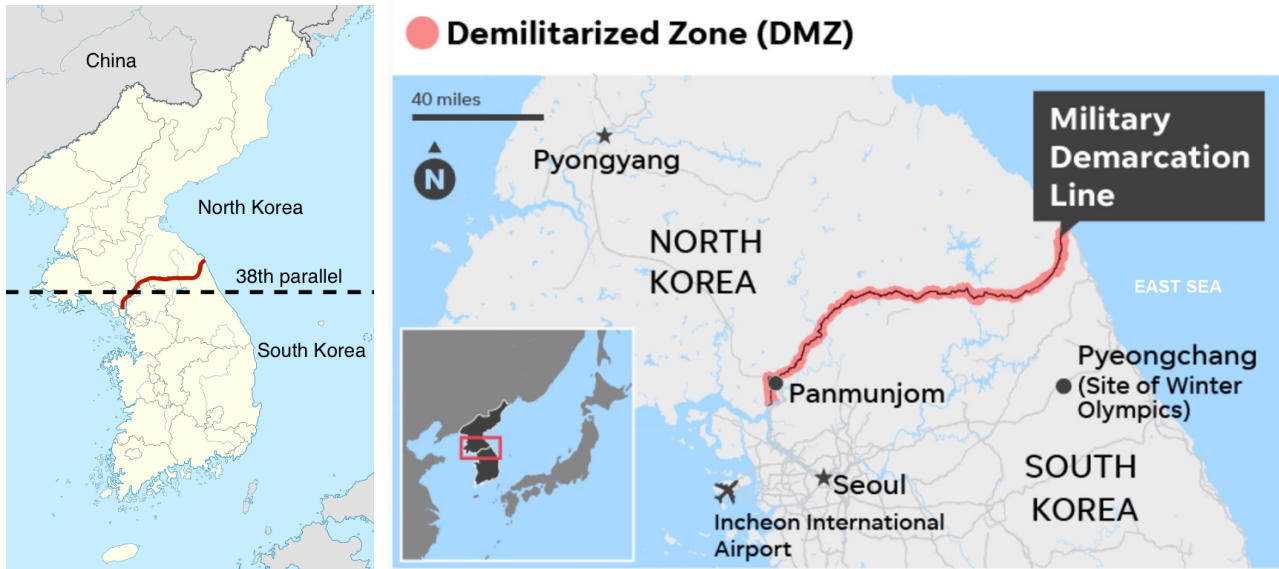 China
North Korea
38th parallel
South Korea
Demilitarized Zone (DMZ)
40 miles
N
Pyongyang
Military
Demarcation
Line
NORTH
KOREA
EAST SEA
Pyeongchang
(Site of Winter
Olympics)
Panmunjom
SOUTH
KOREA
Seoul
Incheon International
Airport